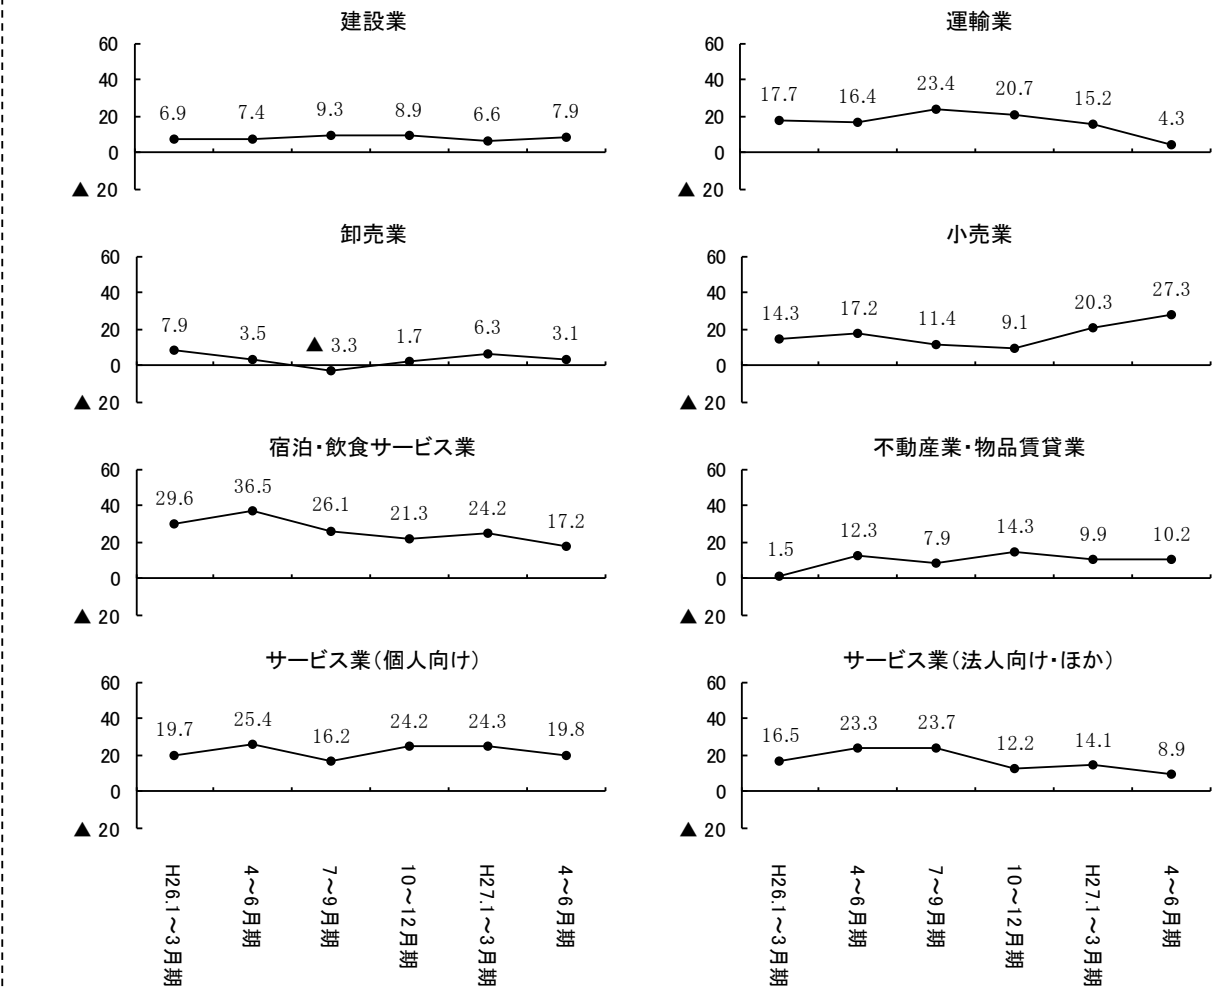 建設業
60
40
20
0
▲ 20
6.9 7.4 9.3 8.9 6.6 7.9
運輸業
60
40
20
0
▲ 20
17.7 16.4 23.4 20.7 15.2 4.3
卸売業
60
40
20
0
▲ 20
7.9 3.5 ▲ 3.3 1.7 6.3 3.1
小売業
60
40
20
0
▲ 20
14.3 17.2 11.4 9.1 20.3 27.3
宿泊・飲食サービス業
60
40
20
0
▲ 20
29.6 36.5 26.1 21.3 24.2 17.2
不動産業・物品賃貸業
60
40
20
0
▲ 20
1.5 12.3 7.9 14.3 9.9 10.2
サービス業(個人向け)
60
40
20
0
▲ 20
19.7 25.4 16.2 24.2 24.3 19.8
サービス業(法人向け・ほか)
60
40
20
0
▲ 20
16.5 23.3 23.7 12.2 14.1 8.9
H26.1~3月期
4~6月期
7~9月期
10~12月期
H27.1~3月期
4~6月期
H26.1~3月期
4~6月期
7~9月期
10~12月期
H27.1~3月期
4~6月期